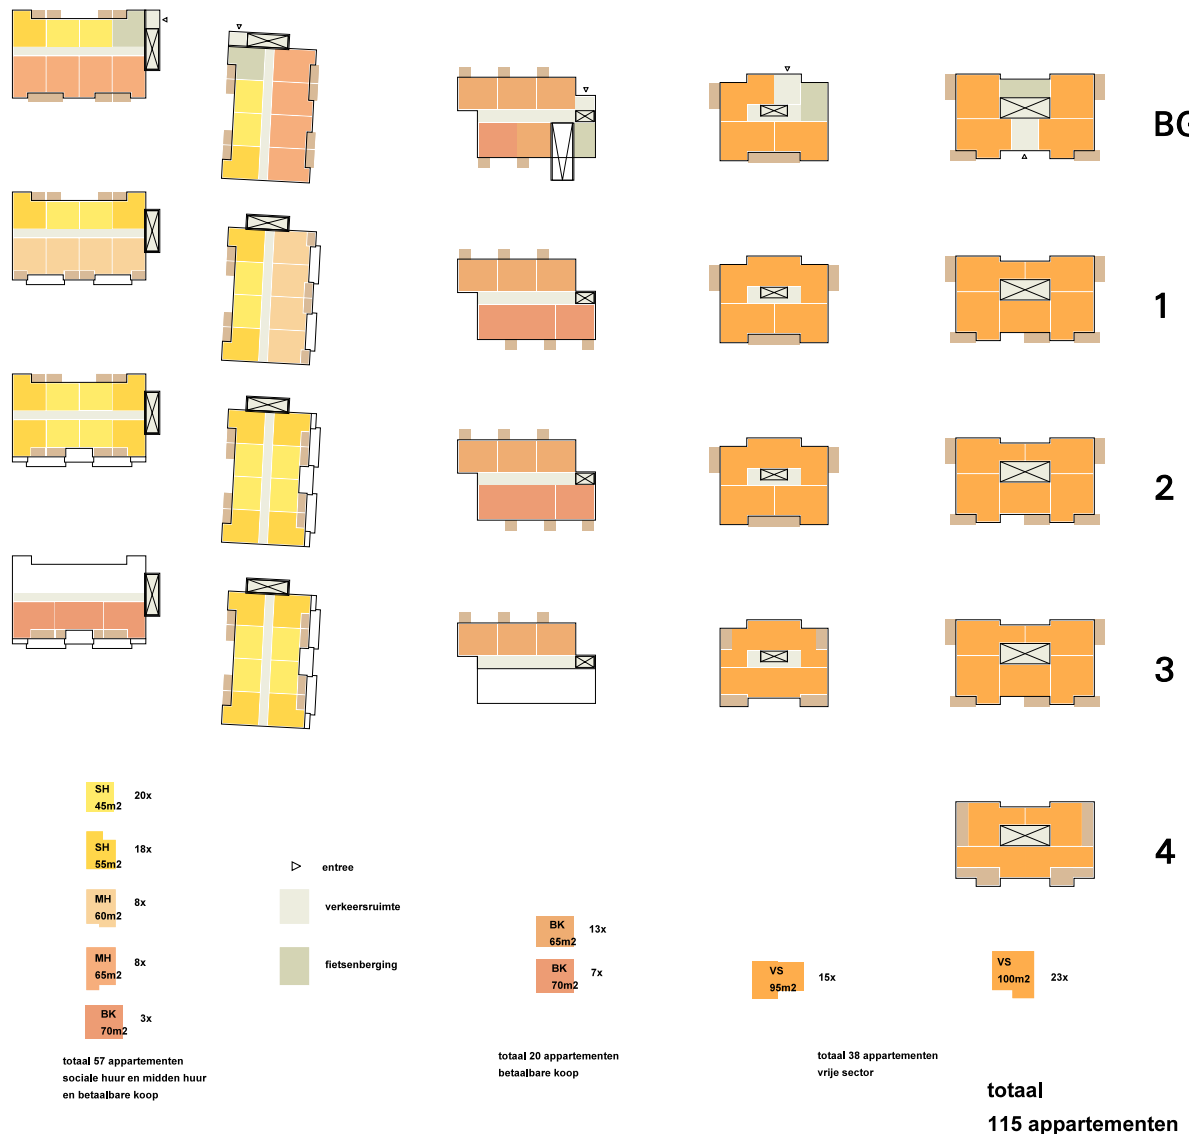 BG
1
2
3
4
SH
45m2
20x
SH
55m2
18x
MH
60m2
8x
MH
65m2
8x
BK
70m2
3x
entree
verkeersruimte
fietsenberging
BK
65m2
13x
BK
70m2
7x
VS
95m2
15x
VS
100m2
23x
totaal 57 appartementen
sociale huur en midden huur
en betaalbare koop
totaal 20 appartementen
betaalbare koop
totaal 38 appartementen
vrije sector
totaal
115 appartementen